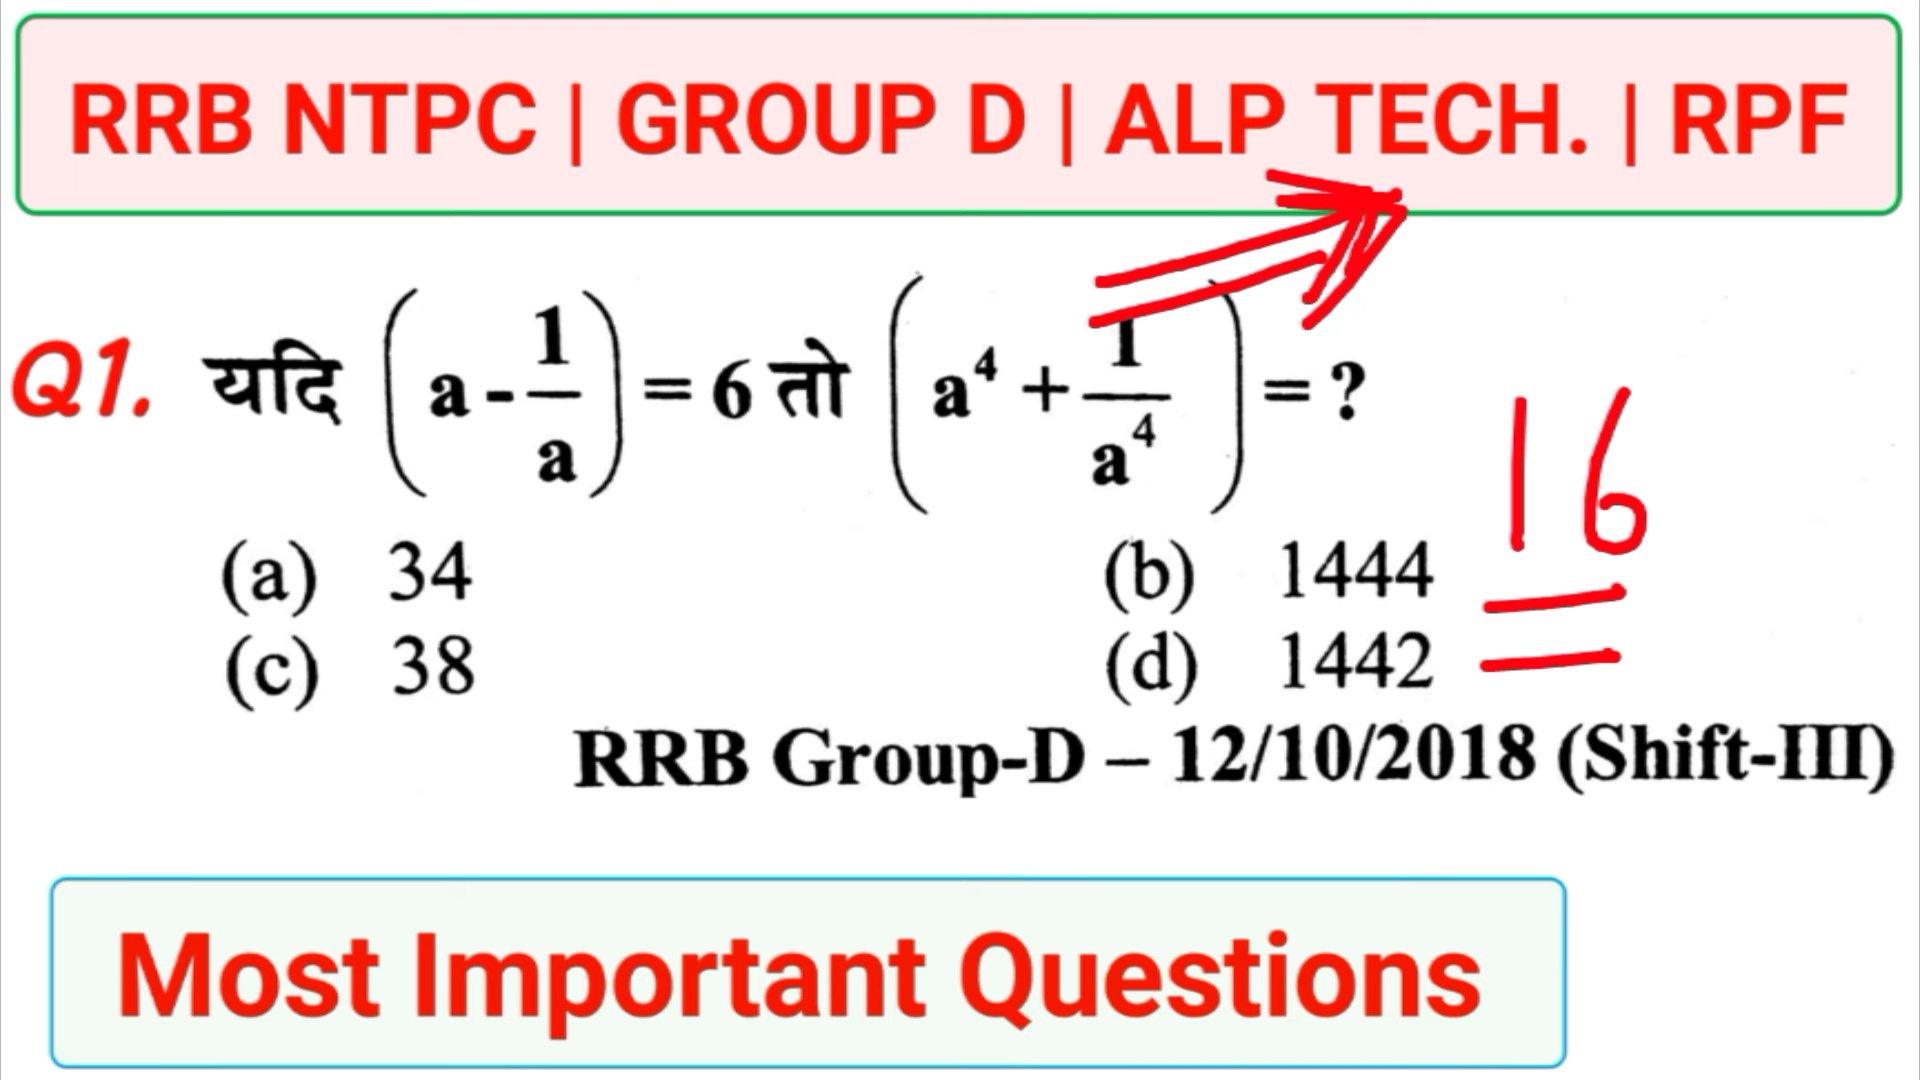 RRB NTPC | GROUP D | ALP TECH. | RPF
Q1. यदि (a - 1/a) = 6 तो (a⁴ + 1/a⁴) = ?
16
(a) 34 (b) 1444
(c) 38 (d) 1442
RRB Group-D – 12/10/2018 (Shift-III)
Most Important Questions